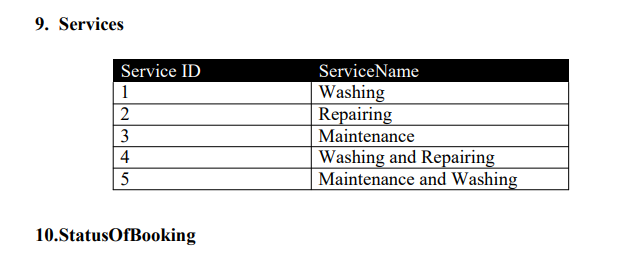 9. Services
Service ID ServiceName
1 Washing
2 Repairing
3 Maintenance
4 Washing and Repairing
5 Maintenance and Washing
10.StatusOfBooking